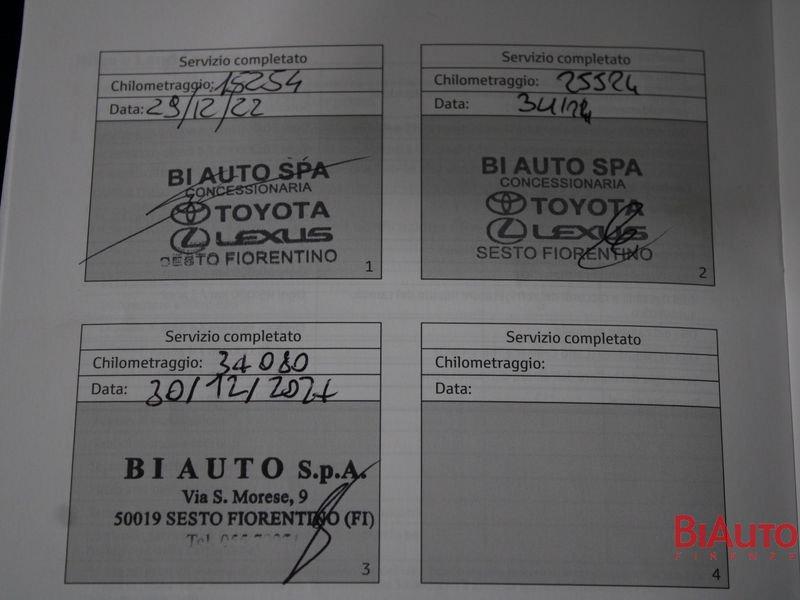 Servizio completato
Chilometraggio: 15254
Data: 29/12/22
BI AUTO SPA
CONCESSIONARIA
TOYOTA
LEXUS
SESTO FIORENTINO
1
Servizio completato
Chilometraggio: 25524
Data:
BI AUTO SPA
CONCESSIONARIA
TOYOTA
LEXUS
SESTO FIORENTINO
2
Servizio completato
Chilometraggio: 34080
Data: 30/12/2024
BI AUTO S.p.A.
Via S. Morese, 9
50019 SESTO FIORENTINO (FI)
Tel.
3
Servizio completato
Chilometraggio:
Data:
4
BiAuto
FIRENZE